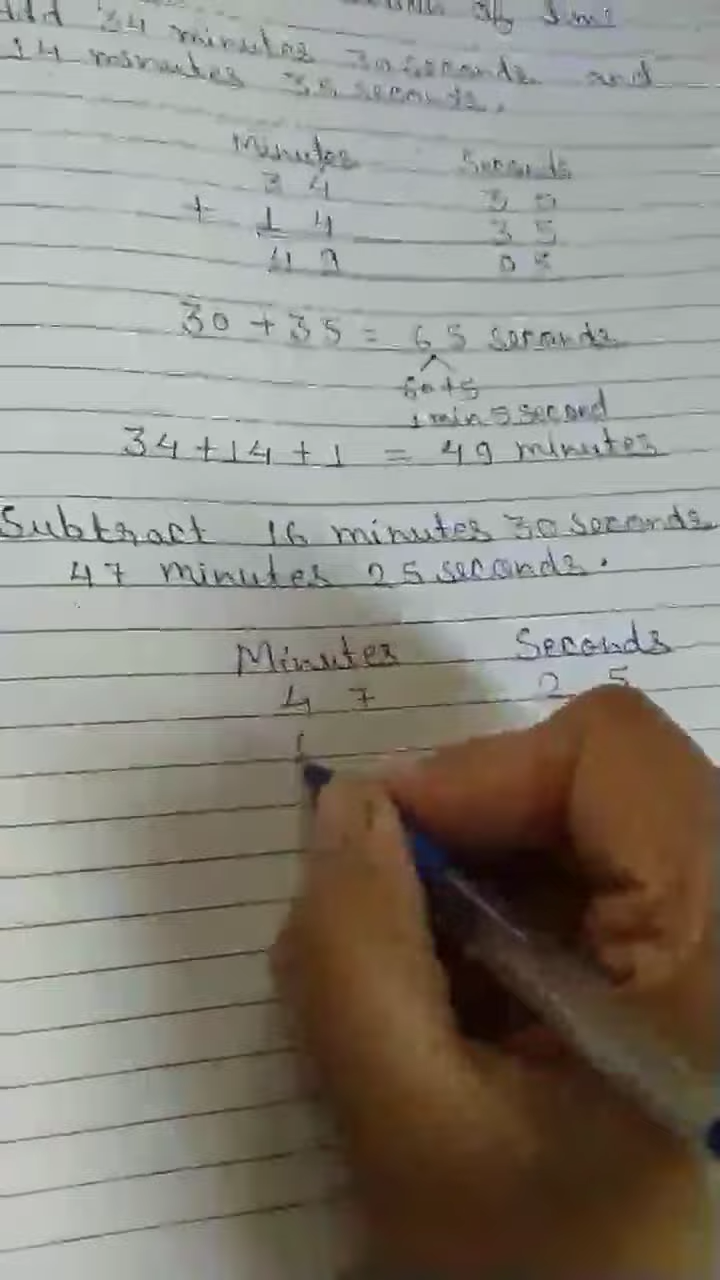 Add 34 minutes 30 seconds and
14 minutes 35 seconds.
Minutes Seconds
3 4 3 0
+ 1 4 3 5
4 9 0 5
30 + 35 = 65 seconds
60+5
1 min 5 second
34 + 14 + 1 = 49 minutes
Subtract 16 minutes 30 seconds
47 minutes 25 seconds.
Minutes Seconds
4 7 2 5
1